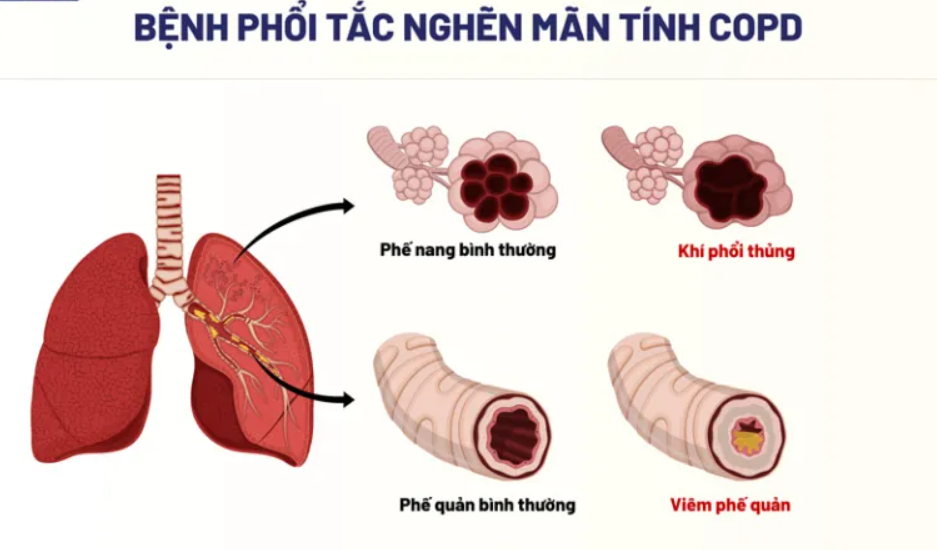 BỆNH PHỔI TẮC NGHẼN MÃN TÍNH COPD
Phế nang bình thường
Khí phổi thủng
Phế quản bình thường
Viêm phế quản